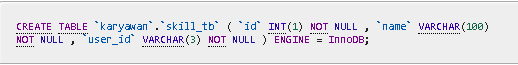 CREATE TABLE `karyawan`.`skill_tb` ( `id` INT(1) NOT NULL , `name` VARCHAR(100)
NOT NULL , `user_id` VARCHAR(3) NOT NULL ) ENGINE = InnoDB;